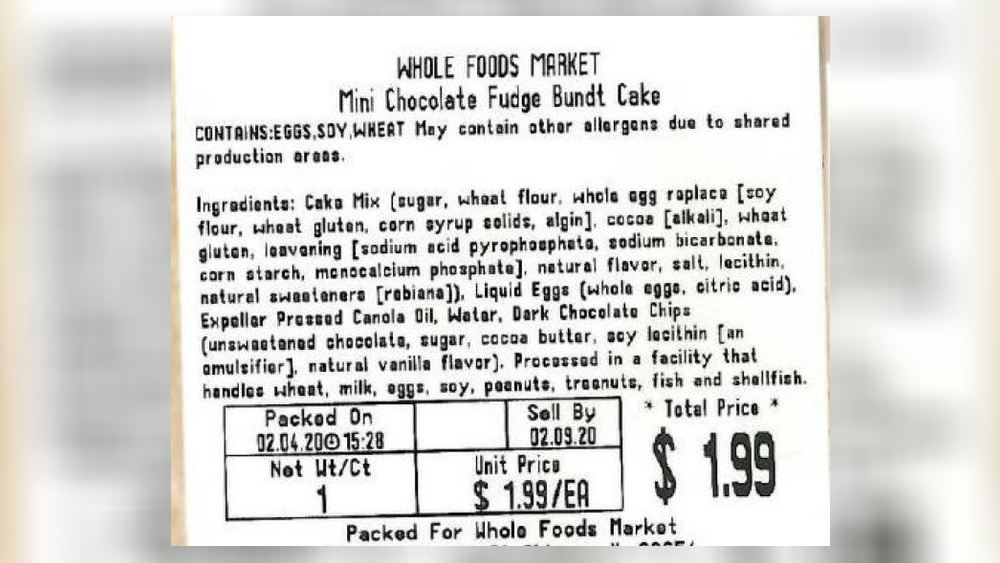 WHOLE FOODS MARKET
Mini Chocolate Fudge Bundt Cake
CONTAINS:EGGS,SOY,WHEAT May contain other allergens due to shared
production areas.
Ingredients: Cake Mix (sugar, wheat flour, whole egg replace [soy
flour, wheat gluten, corn syrup solids, algin], cocoa [alkali], wheat
gluten, leavening [sodium acid pyrophosphate, sodium bicarbonate,
corn starch, monocalcium phosphate], natural flavor, salt, lecithin,
natural sweeteners [rebiana]), Liquid Eggs (whole eggs, citric acid),
Expeller Pressed Canola Oil, Water, Dark Chocolate Chips
(unsweetened chocolate, sugar, cocoa butter, soy lecithin [an
emulsifier], natural vanilla flavor). Processed in a facility that
handles wheat, milk, eggs, soy, peanuts, treenuts, fish and shellfish.
Packed On
02.04.20 15:28
Sell By
02.09.20
* Total Price *
$ 1.99
Net Wt/Ct
1
Unit Price
$ 1.99/EA
Packed For Whole Foods Market